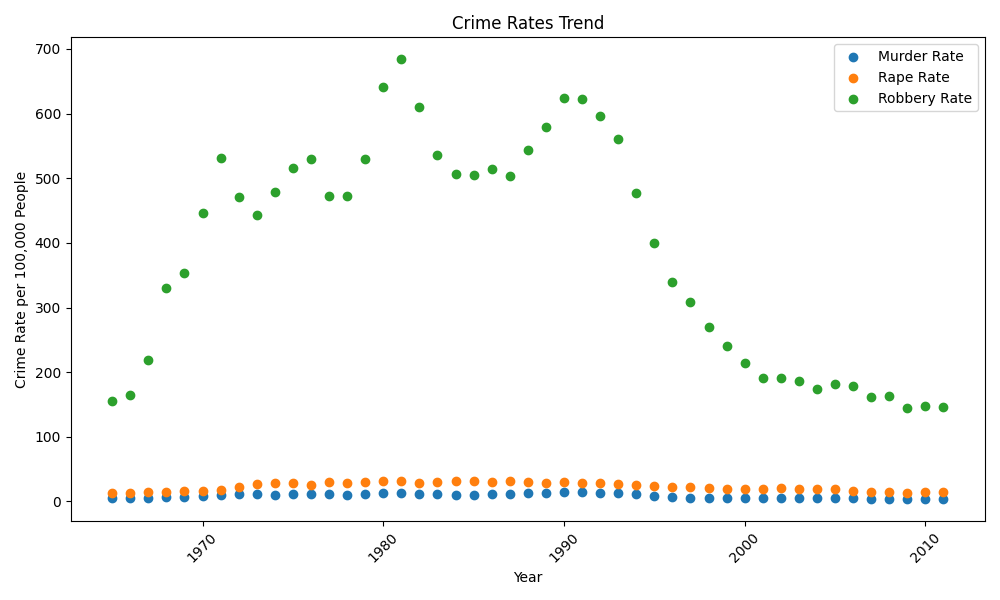 Crime Rates Trend
Murder Rate
Rape Rate
Robbery Rate
Crime Rate per 100,000 People
700
600
500
400
300
200
100
0
1970
1980
1990
2000
2010
Year